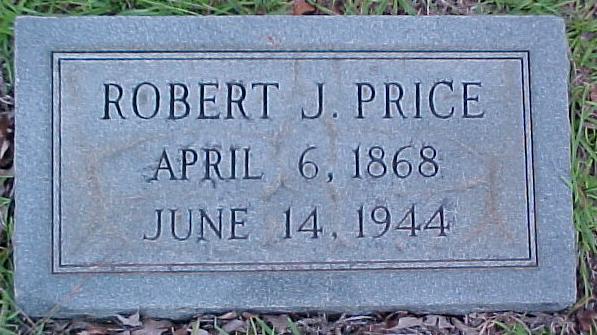 ROBERT J. PRICE
APRIL 6, 1868
JUNE 14, 1944